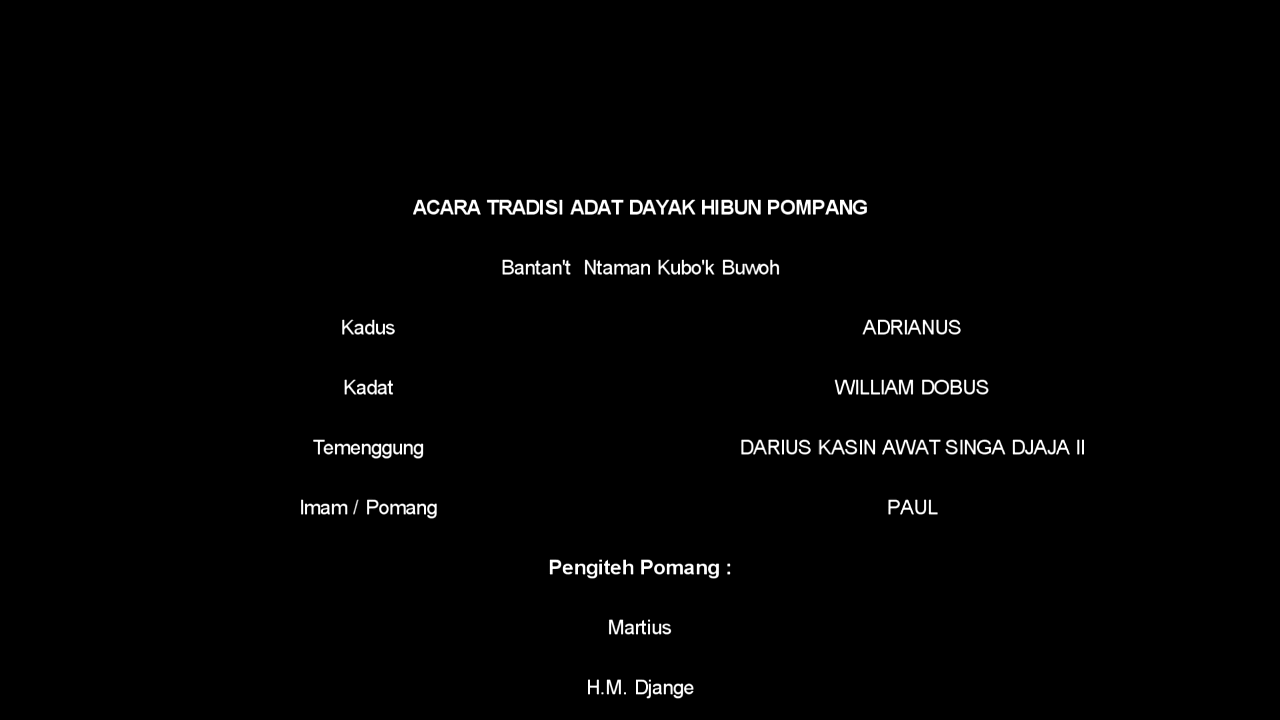 ACARA TRADISI ADAT DAYAK HIBUN POMPANG
Bantan't Ntaman Kubo'k Buwoh
Kadus ADRIANUS
Kadat WILLIAM DOBUS
Temenggung DARIUS KASIN AWAT SINGA DJAJA II
Imam / Pomang PAUL
Pengiteh Pomang :
Martius
H.M. Djange